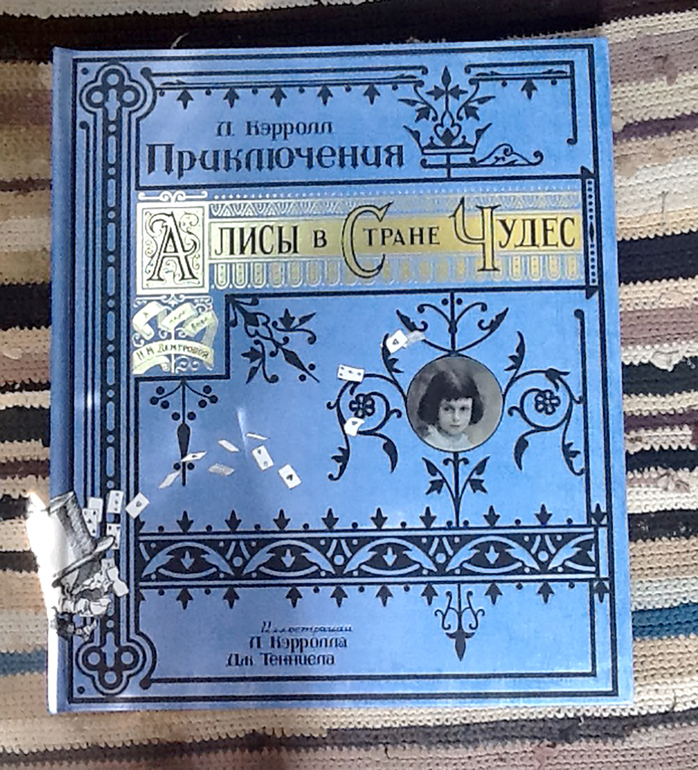 Л. Кэрролл
Приключения
Алисы в Стране Чудес
Н. М. Демуровой
Иллюстрации
Л. Кэрролла
Дж. Тенниела